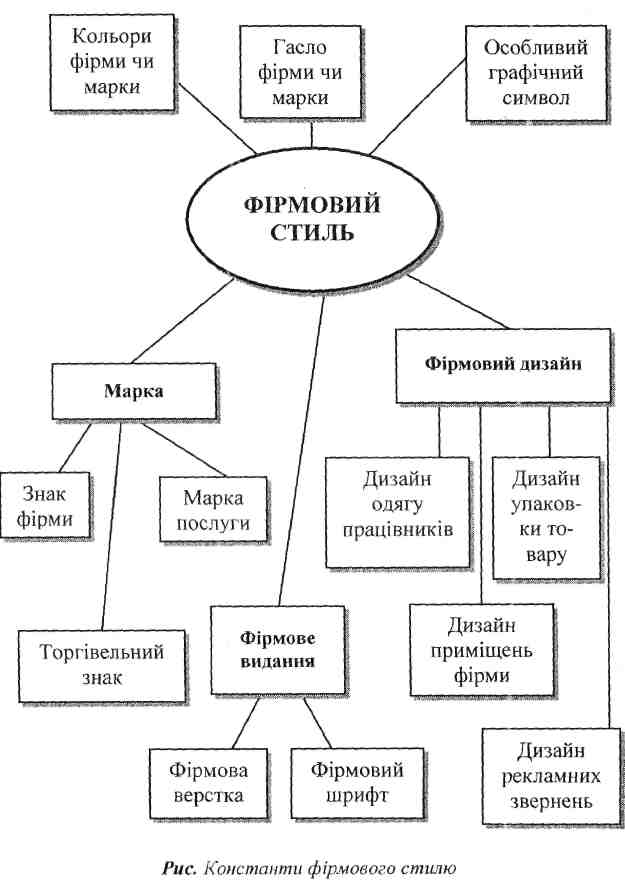 Кольори
фірми чи
марки
Гасло
фірми чи
марки
Особливий
графічний
символ
ФІРМОВИЙ
СТИЛЬ
Марка
Фірмовий дизайн
Знак
фірми
Марка
послуги
Дизайн
одягу
працівників
Дизайн
упаков-
ки то-
вару
Торгівельний
знак
Фірмове
видання
Дизайн
приміщень
фірми
Фірмова
верстка
Фірмовий
шрифт
Дизайн
рекламних
звернень
Рис. Константи фірмового стилю